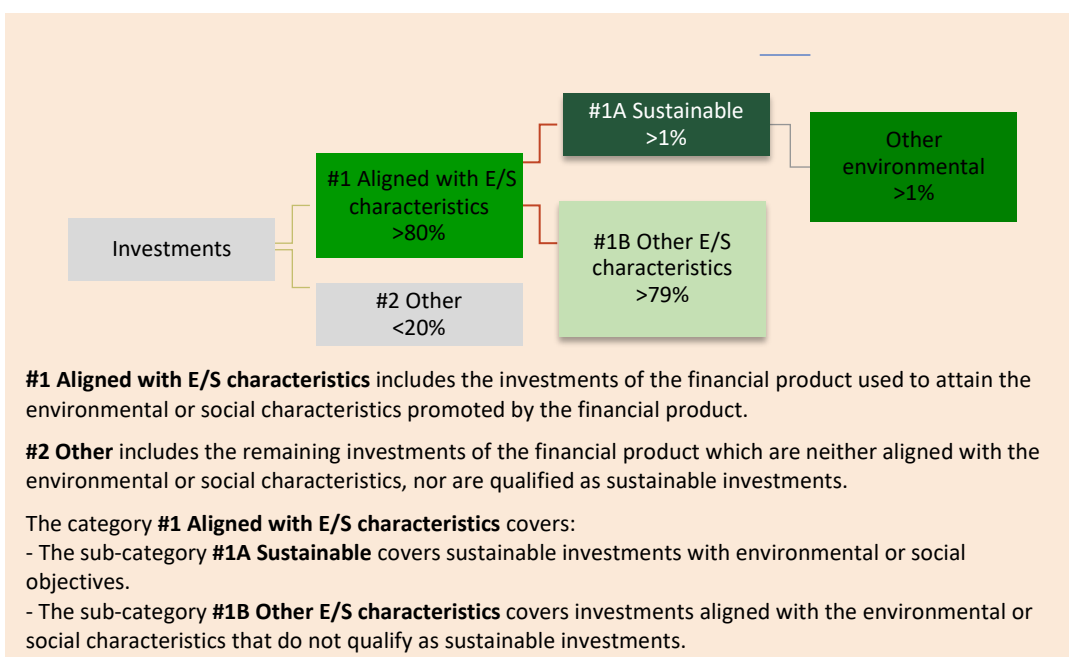 #1A Sustainable
>1%
Other
environmental
>1%
#1 Aligned with E/S
characteristics
>80%
Investments
#1B Other E/S
characteristics
>79%
#2 Other
<20%
#1 Aligned with E/S characteristics includes the investments of the financial product used to attain the
environmental or social characteristics promoted by the financial product.
#2 Other includes the remaining investments of the financial product which are neither aligned with the
environmental or social characteristics, nor are qualified as sustainable investments.
The category #1 Aligned with E/S characteristics covers:
- The sub-category #1A Sustainable covers sustainable investments with environmental or social
objectives.
- The sub-category #1B Other E/S characteristics covers investments aligned with the environmental or
social characteristics that do not qualify as sustainable investments.